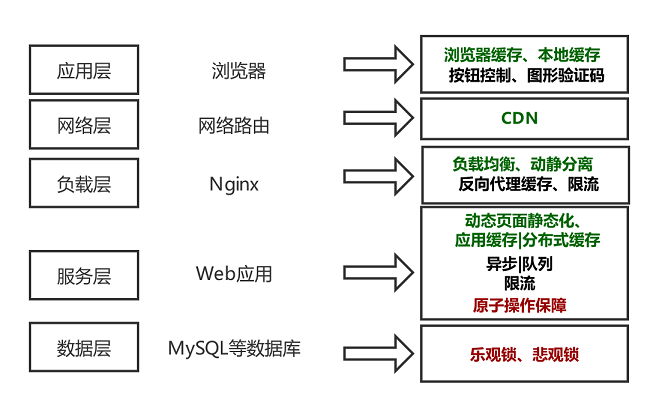 应用层
浏览器
浏览器缓存、本地缓存
按钮控制、图形验证码
网络层
网络路由
CDN
负载层
Nginx
负载均衡、动静分离
反向代理缓存、限流
服务层
Web应用
动态页面静态化、
应用缓存|分布式缓存
异步|队列
限流
原子操作保障
数据层
MySQL等数据库
乐观锁、悲观锁